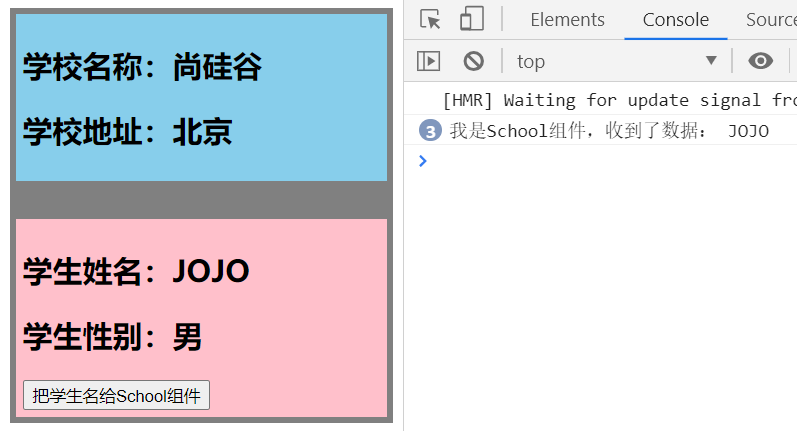 学校名称：尚硅谷
学校地址：北京
学生姓名：JOJO
学生性别：男
把学生名给School组件
Elements Console Sourc
top
[HMR] Waiting for update signal fro
3 我是School组件，收到了数据： JOJO